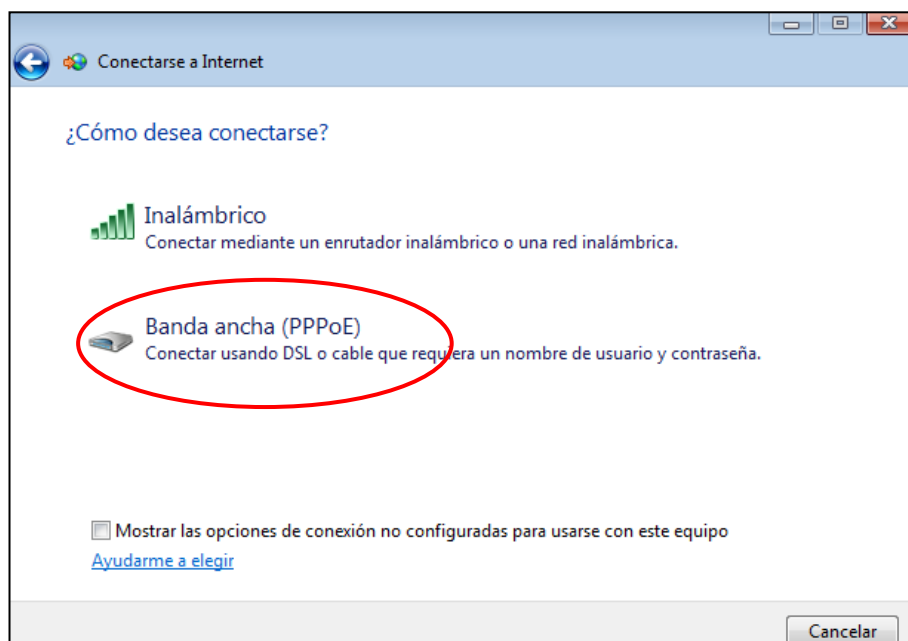 Conectarse a Internet
¿Cómo desea conectarse?
Inalámbrico
Conectar mediante un enrutador inalámbrico o una red inalámbrica.
Banda ancha (PPPoE)
Conectar usando DSL o cable que requiera un nombre de usuario y contraseña.
Mostrar las opciones de conexión no configuradas para usarse con este equipo
Ayudarme a elegir
Cancelar